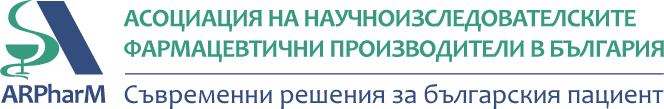 АСОЦИАЦИЯ НА НАУЧНОИЗСЛЕДОВАТЕЛСКИТЕ
ФАРМАЦЕВТИЧНИ ПРОИЗВОДИТЕЛИ В БЪЛГАРИЯ
ARPharM
Съвременни решения за българския пациент